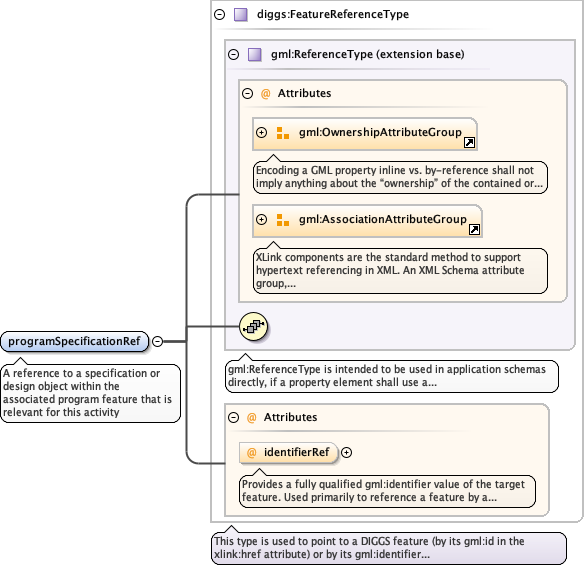 diggs:FeatureReferenceType
gml:ReferenceType (extension base)
@ Attributes
gml:OwnershipAttributeGroup
Encoding a GML property inline vs. by-reference shall not
imply anything about the “ownership” of the contained or...
gml:AssociationAttributeGroup
XLink components are the standard method to support
hypertext referencing in XML. An XML Schema attribute
group,...
programSpecificationRef
A reference to a specification or
design object within the
associated program feature that is
relevant for this activity
gml:ReferenceType is intended to be used in application schemas
directly, if a property element shall use a...
@ Attributes
@ identifierRef
Provides a fully qualified gml:identifier value of the target
feature. Used primarily to reference a feature by a...
This type is used to point to a DIGGS feature (by its gml:id in the
xlink:href attribute) or by its gml:identifier...